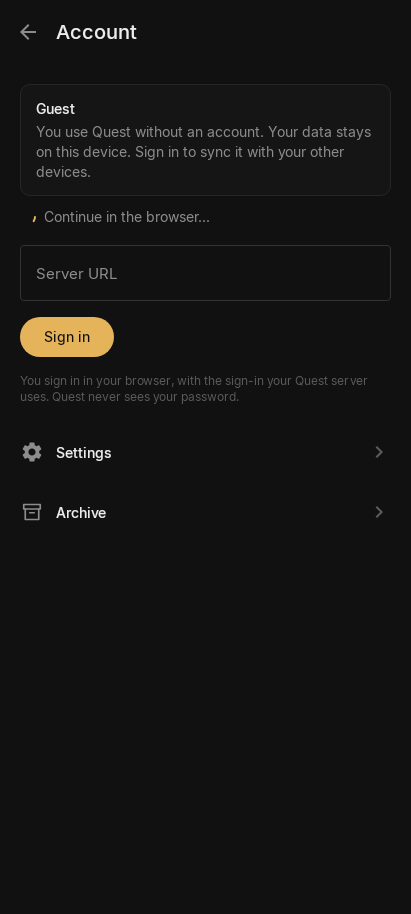 Account
Guest
You use Quest without an account. Your data stays
on this device. Sign in to sync it with your other
devices.
Continue in the browser...
Server URL
Sign in
You sign in in your browser, with the sign-in your Quest server
uses. Quest never sees your password.
Settings
Archive